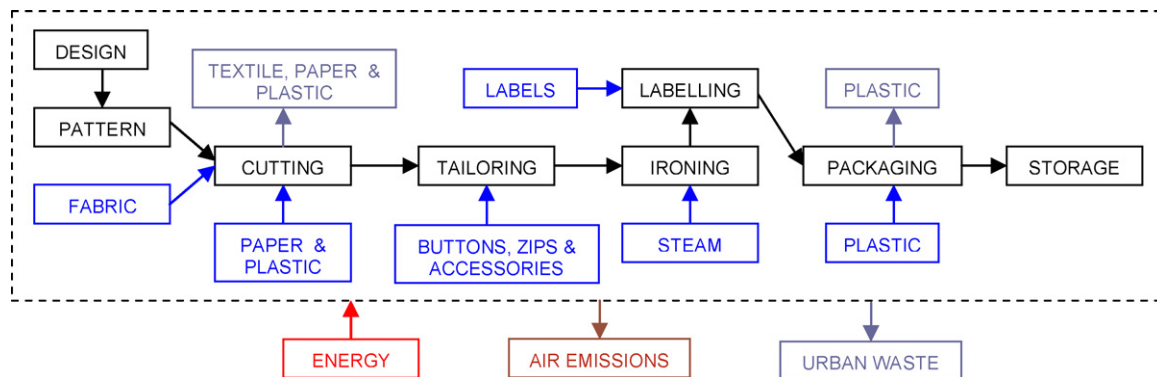 DESIGN
TEXTILE, PAPER &
PLASTIC
LABELS
LABELLING
PLASTIC
PATTERN
CUTTING
TAILORING
IRONING
PACKAGING
STORAGE
FABRIC
PAPER &
PLASTIC
BUTTONS, ZIPS &
ACCESSORIES
STEAM
PLASTIC
ENERGY
AIR EMISSIONS
URBAN WASTE